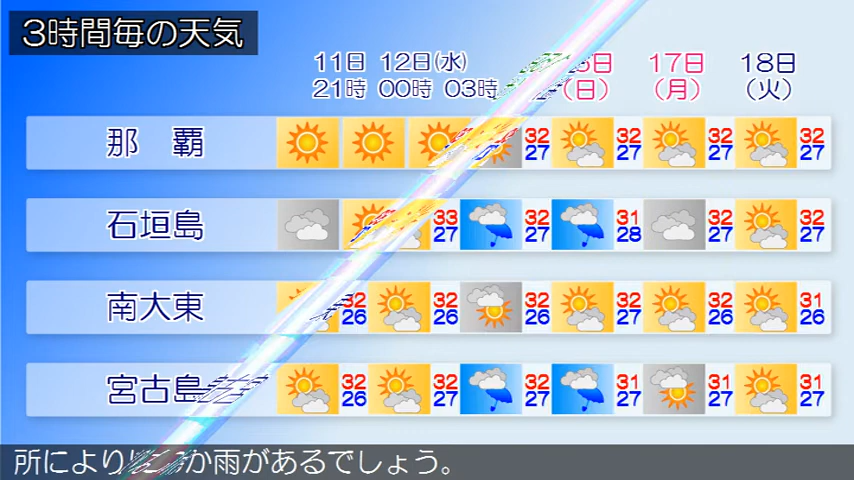 3時間毎の天気
11日 12日(水) 日 17日 18日
21時 00時 03時 (日) (月) (火)
那 覇 32 32 32 32
27 27 27 27
石垣島 33 32 31 32 32
27 27 28 27 27
南大東 32 32 32 32 32 31
26 26 26 27 26 26
宮古島 32 32 32 31 31 31
26 27 27 27 27 27
所により か雨があるでしょう。